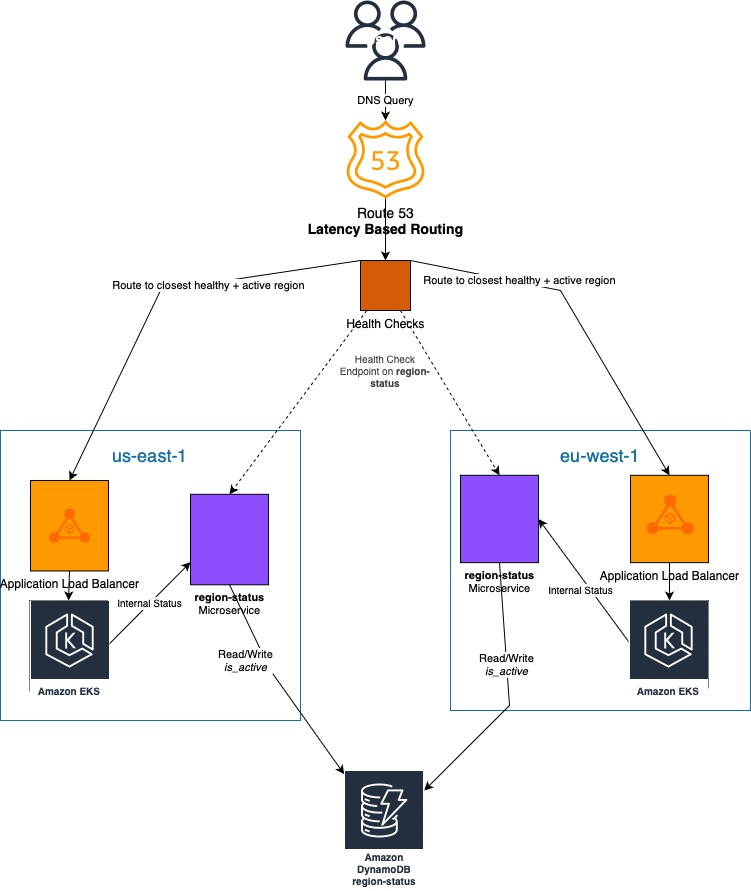 DNS Query
53
Route 53
Latency Based Routing
Route to closest healthy + active region
Route to closest healthy + active region
Health Checks
Health Check
Endpoint on region-
status
us-east-1
eu-west-1
Application Load Balancer
region-status
Microservice
Internal Status
K
Amazon EKS
Read/Write
is_active
region-status
Microservice
Application Load Balancer
Internal Status
K
Amazon EKS
Read/Write
is_active
Amazon
DynamoDB
region-status